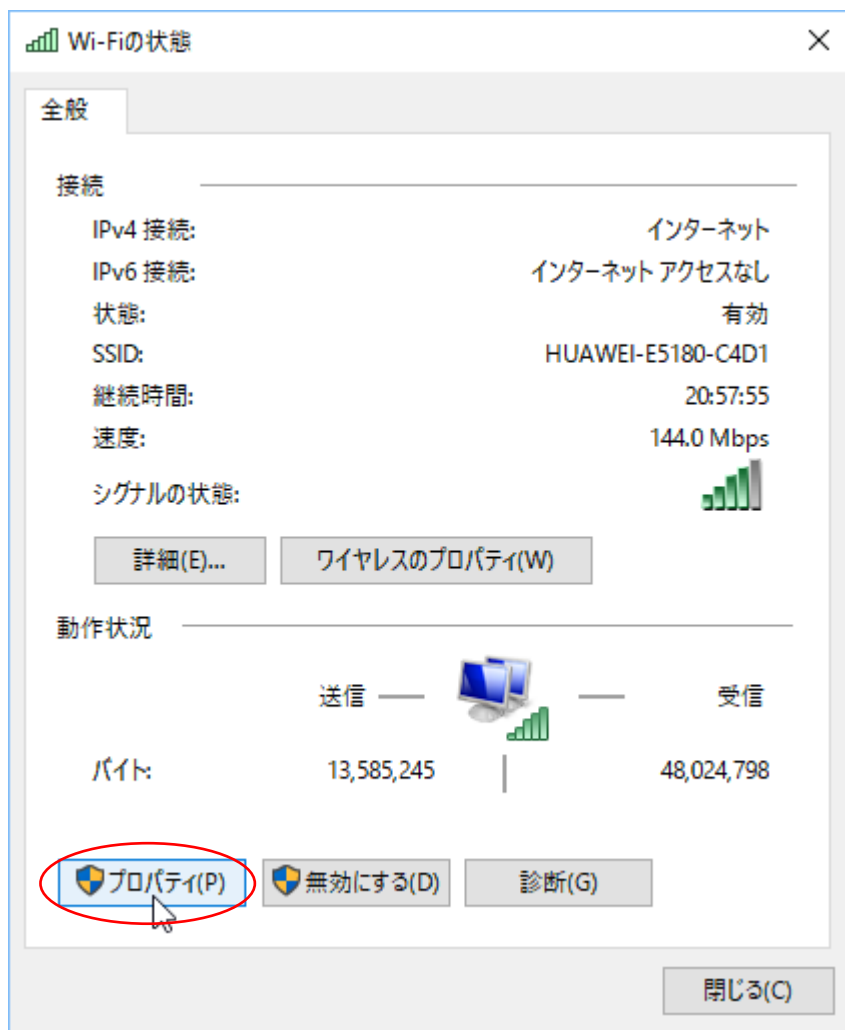 Wi-Fiの状態
全般
接続
IPv4 接続: インターネット
IPv6 接続: インターネット アクセスなし
状態: 有効
SSID: HUAWEI-E5180-C4D1
継続時間: 20:57:55
速度: 144.0 Mbps
シグナルの状態:
詳細(E)... ワイヤレスのプロパティ(W)
動作状況
送信 受信
バイト: 13,585,245 48,024,798
プロパティ(P) 無効にする(D) 診断(G)
閉じる(C)